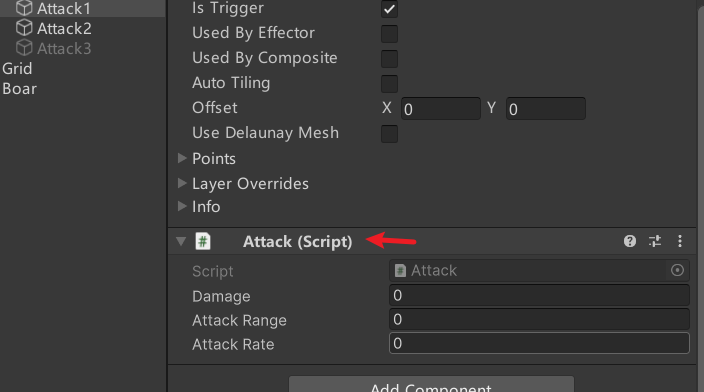 Attack1
Attack2
Attack3
Grid
Boar
Is Trigger
Used By Effector
Used By Composite
Auto Tiling
Offset X 0 Y 0
Use Delaunay Mesh
Points
Layer Overrides
Info
# Attack (Script)
Script # Attack
Damage 0
Attack Range 0
Attack Rate 0
Add Component